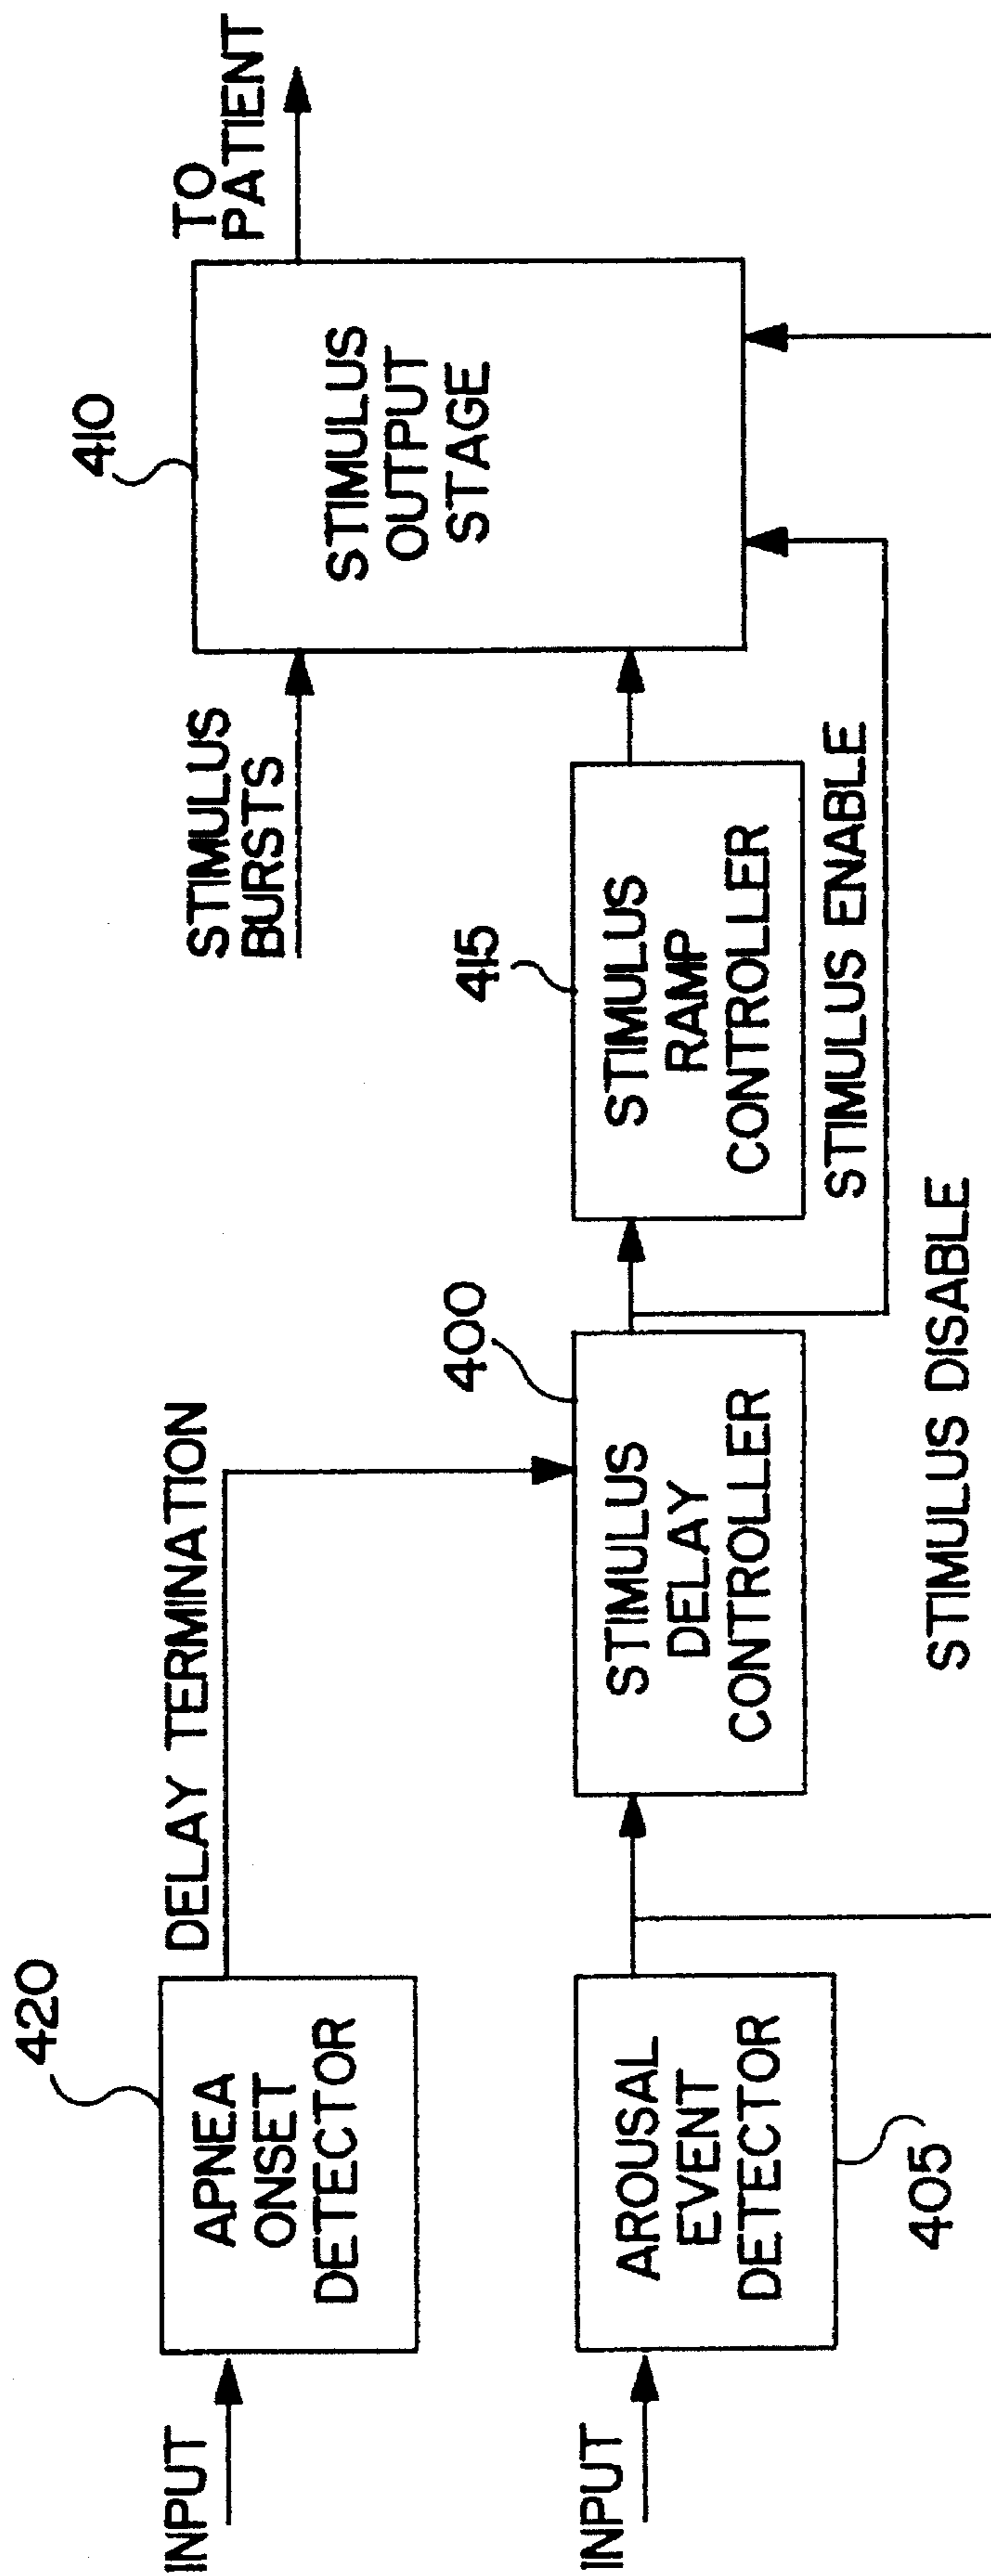 INPUT
420
APNEA
ONSET
DETECTOR
DELAY TERMINATION
INPUT
AROUSAL
EVENT
DETECTOR
405
400
STIMULUS
DELAY
CONTROLLER
STIMULUS DISABLE
415
STIMULUS
RAMP
CONTROLLER
STIMULUS ENABLE
STIMULUS
BURSTS
410
STIMULUS
OUTPUT
STAGE
TO
PATIENT